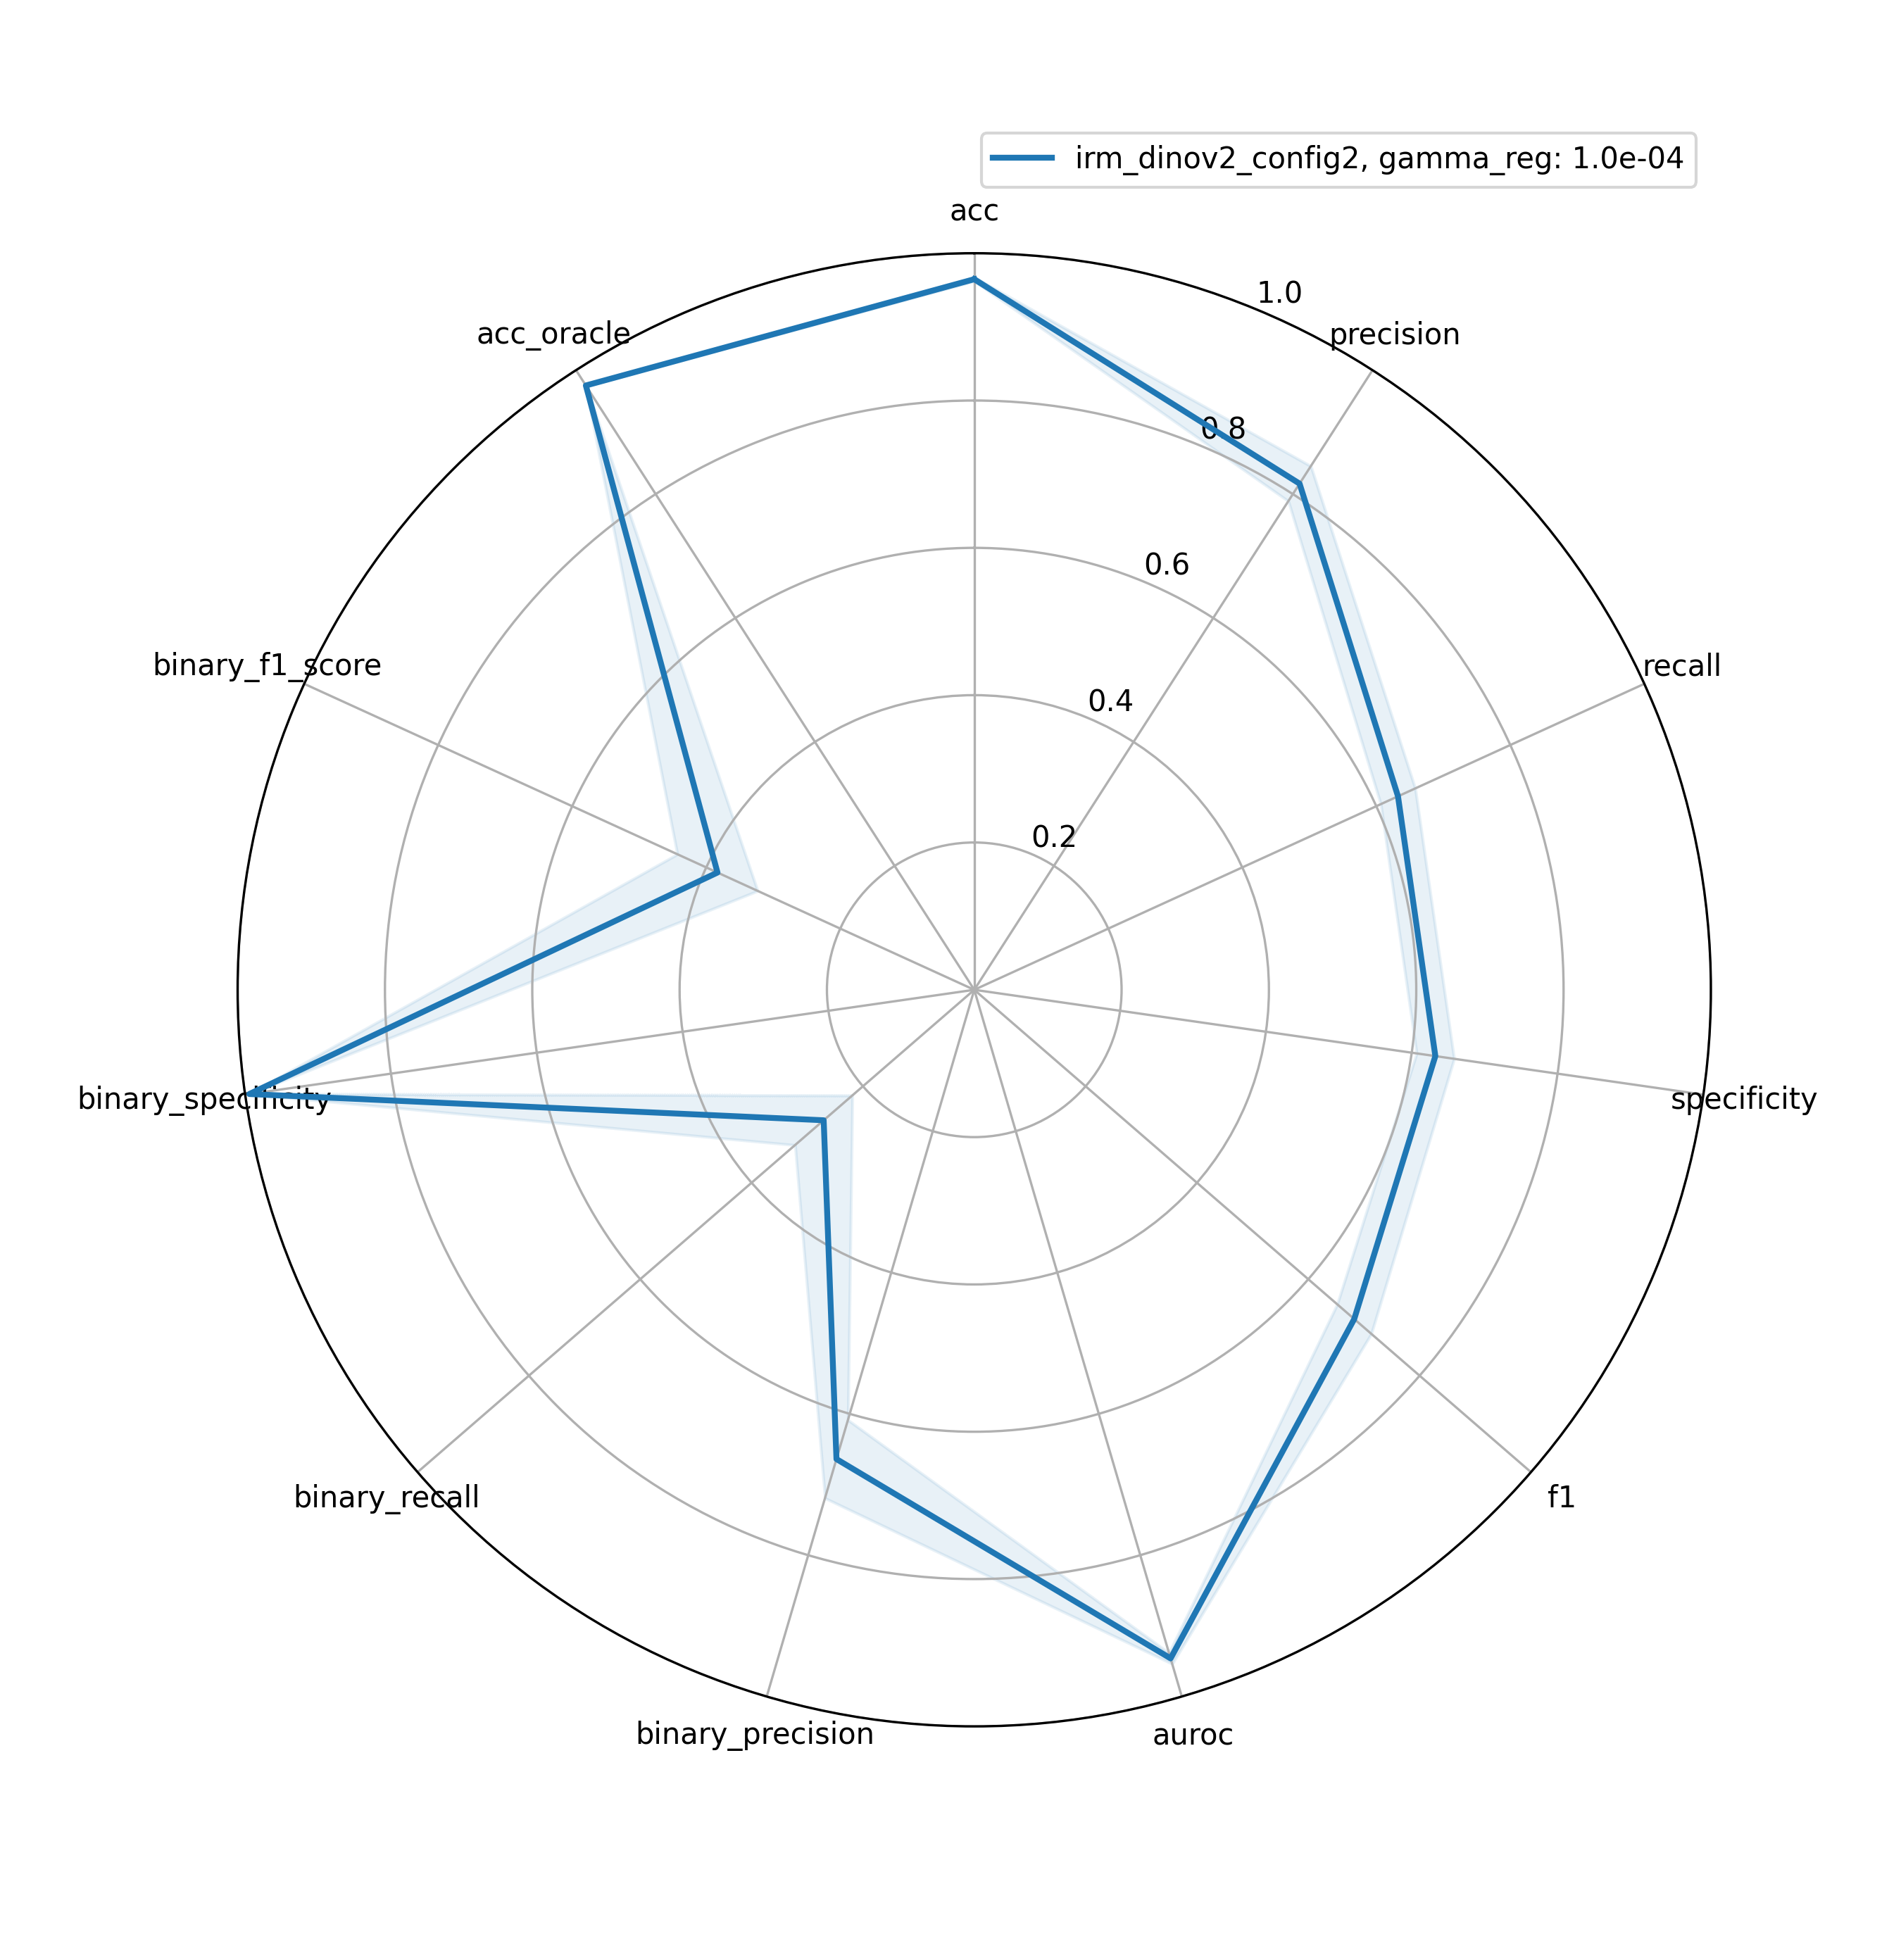 irm_dinov2_config2, gamma_reg: 1.0e-04
acc
1.0
acc_oracle
precision
0.8
0.6
binary_f1_score
recall
0.4
0.2
binary_specificity
specificity
binary_recall
f1
binary_precision
auroc